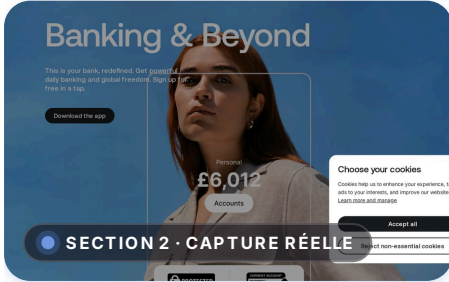 Banking & Beyond
This is your bank, redefined. Get powerful
daily banking and global freedom. Sign up for
free in a tap.
Download the app
Personal
£6,012
Accounts
Choose your cookies
Cookies help us to enhance your experience, t
ads to your interests, and improve our website
Learn more and manage
Accept all
Reject non-essential cookies
SECTION 2 · CAPTURE RÉELLE
PROTECTED